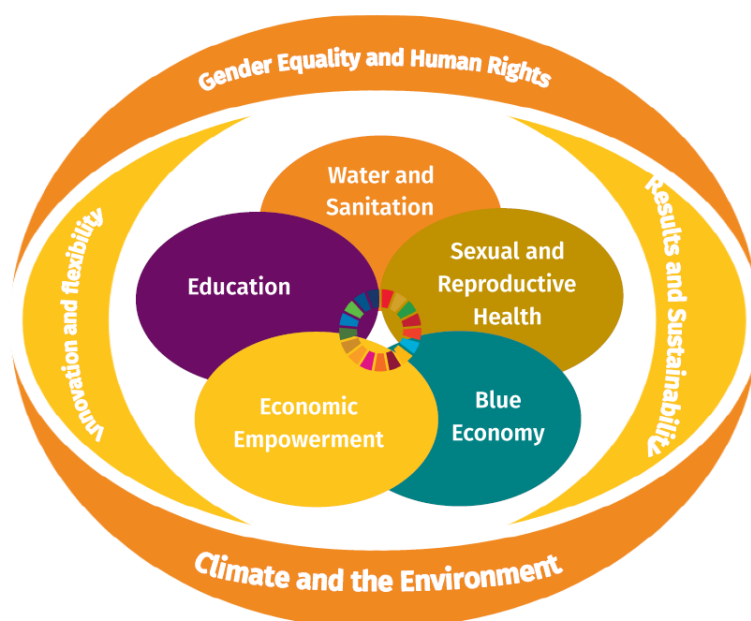 Gender Equality and Human Rights
Water and
Sanitation
Innovation and flexibility
Education
Sexual and
Reproductive
Health
Results and Sustainability
Economic
Empowerment
Blue
Economy
Climate and the Environment